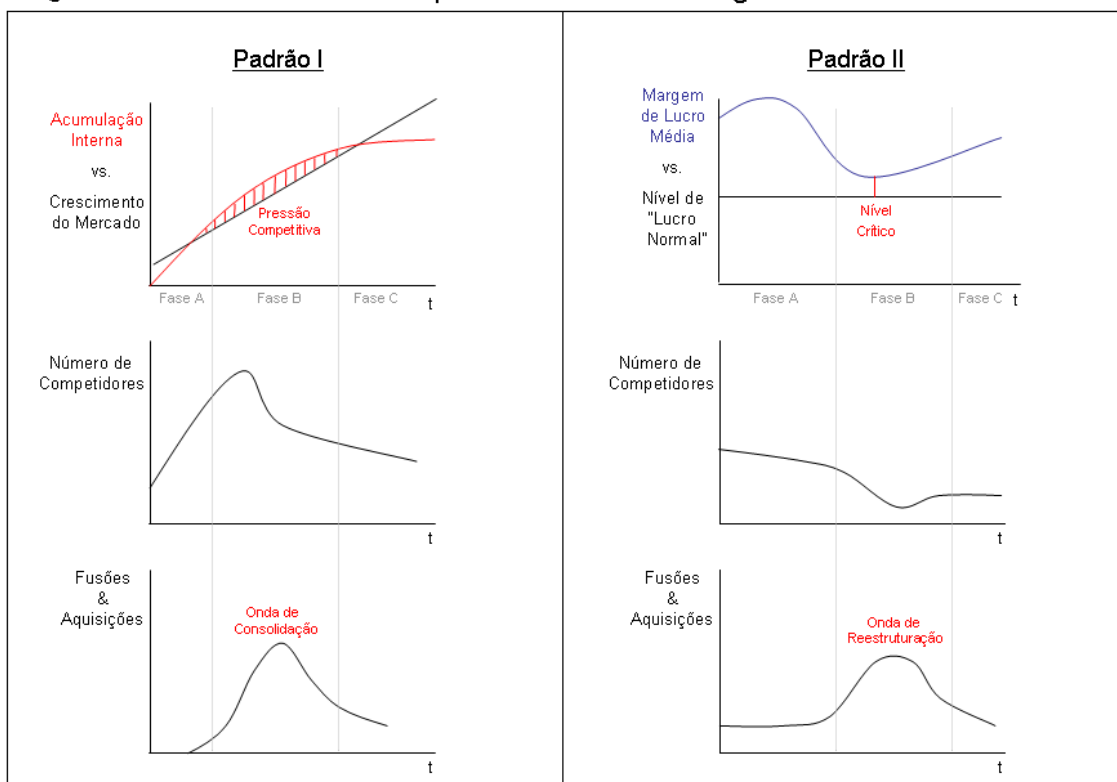 Padrão I
Acumulação
Interna
vs.
Crescimento
do Mercado
Pressão
Competitiva
Fase A
Fase B
Fase C
t
Número de
Competidores
t
Fusões
&
Aquisições
Onda de
Consolidação
t
Padrão II
Margem
de Lucro
Média
vs.
Nível de
"Lucro
Normal"
Nível
Crítico
Fase A
Fase B
Fase C
t
Número de
Competidores
t
Fusões
&
Aquisições
Onda de
Reestruturação
t